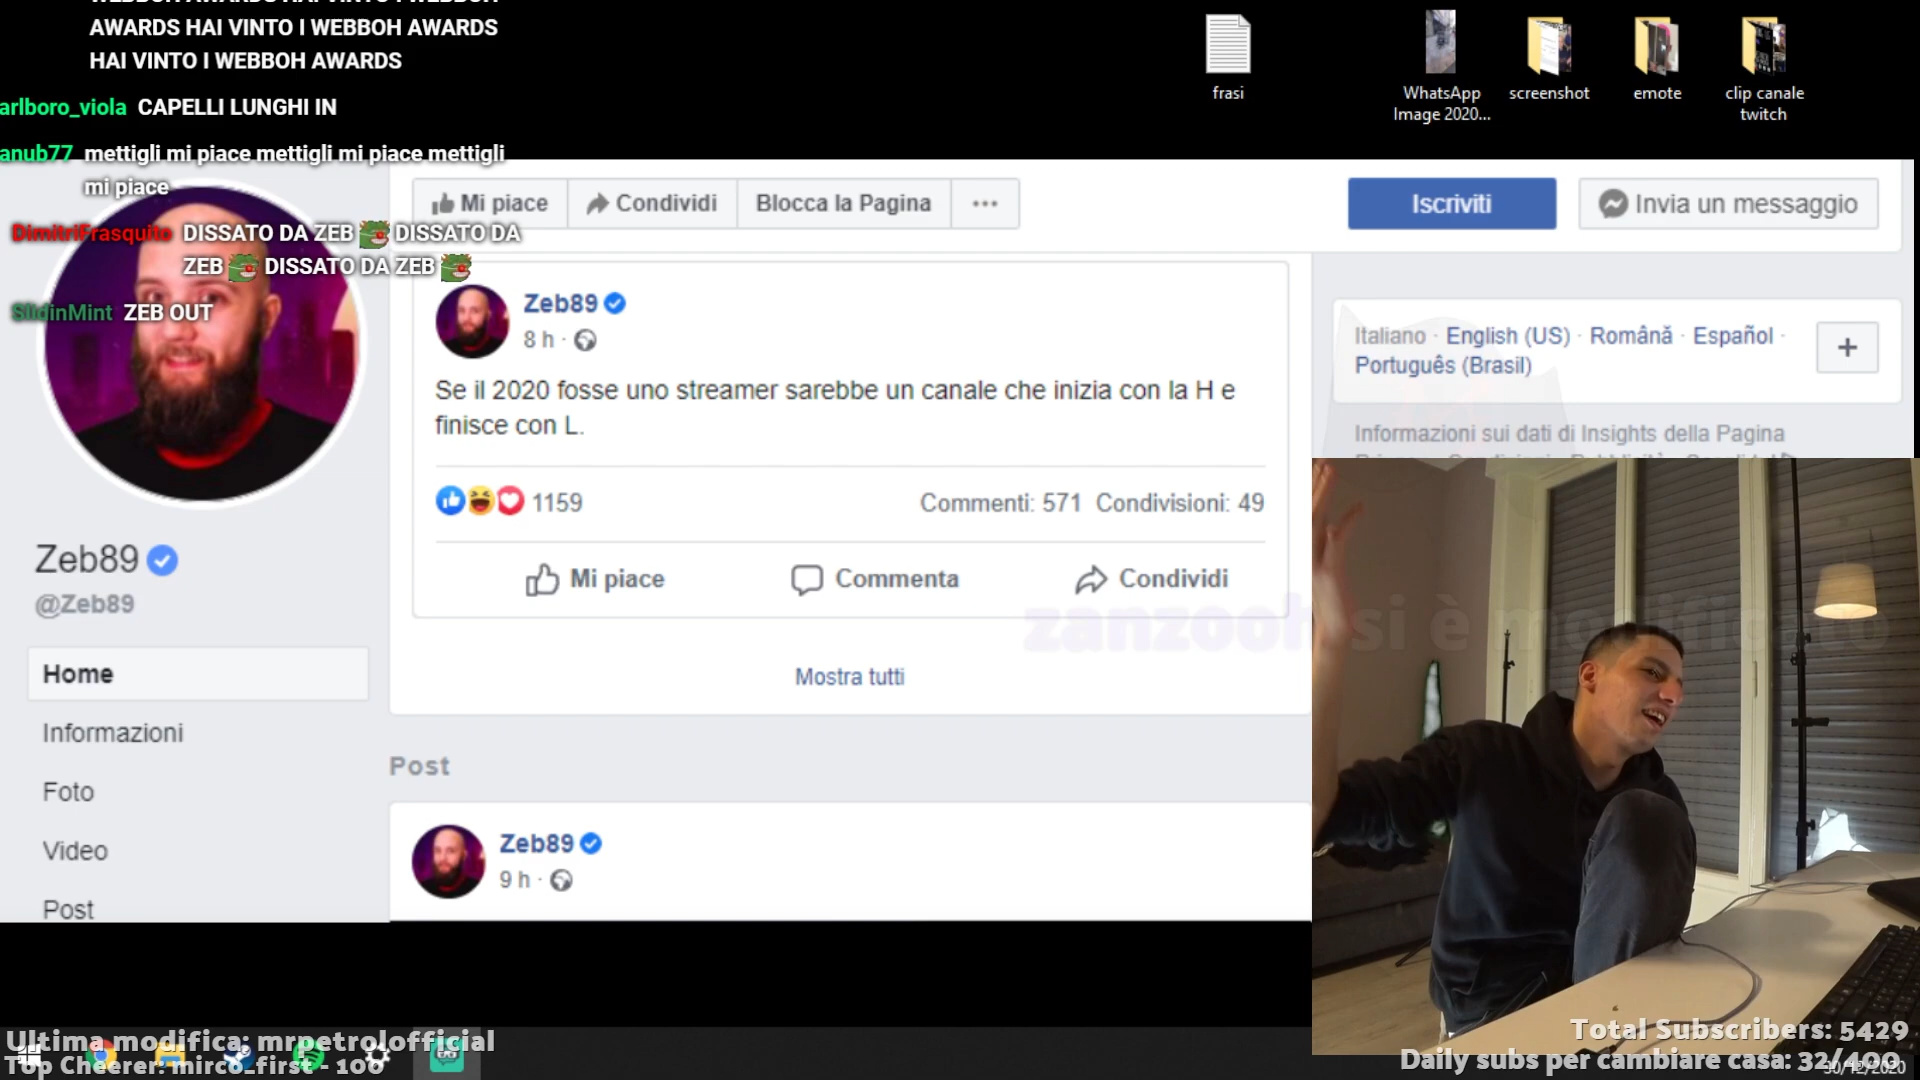 AWARDS HAI VINTO I WEBBOH AWARDS
HAI VINTO I WEBBOH AWARDS
arlboro_viola CAPELLI LUNGHI IN
anub77 mettigli mi piace mettigli mi piace mettigli
mi piace
DimitriFrasquito DISSATO DA ZEB DISSATO DA
ZEB DISSATO DA ZEB
SlidinMint ZEB OUT
frasi
WhatsApp
Image 2020...
screenshot
emote
clip canale
twitch
Mi piace
Condividi
Blocca la Pagina
Iscriviti
Invia un messaggio
Zeb89
8 h ·
Se il 2020 fosse uno streamer sarebbe un canale che inizia con la H e
finisce con L.
1159
Commenti: 571 Condivisioni: 49
Mi piace
Commenta
Condividi
Mostra tutti
Italiano · English (US) · Română · Español ·
Português (Brasil)
Informazioni sui dati di Insights della Pagina
zanzooh si è modificato
Zeb89
@Zeb89
Home
Informazioni
Foto
Video
Post
Post
Zeb89
9 h ·
Ultima modifica: mrpetrolofficial
Top Cheerer: mirco_first - 100
Total Subscribers: 5429
Daily subs per cambiare casa: 32/400
30/12/2020